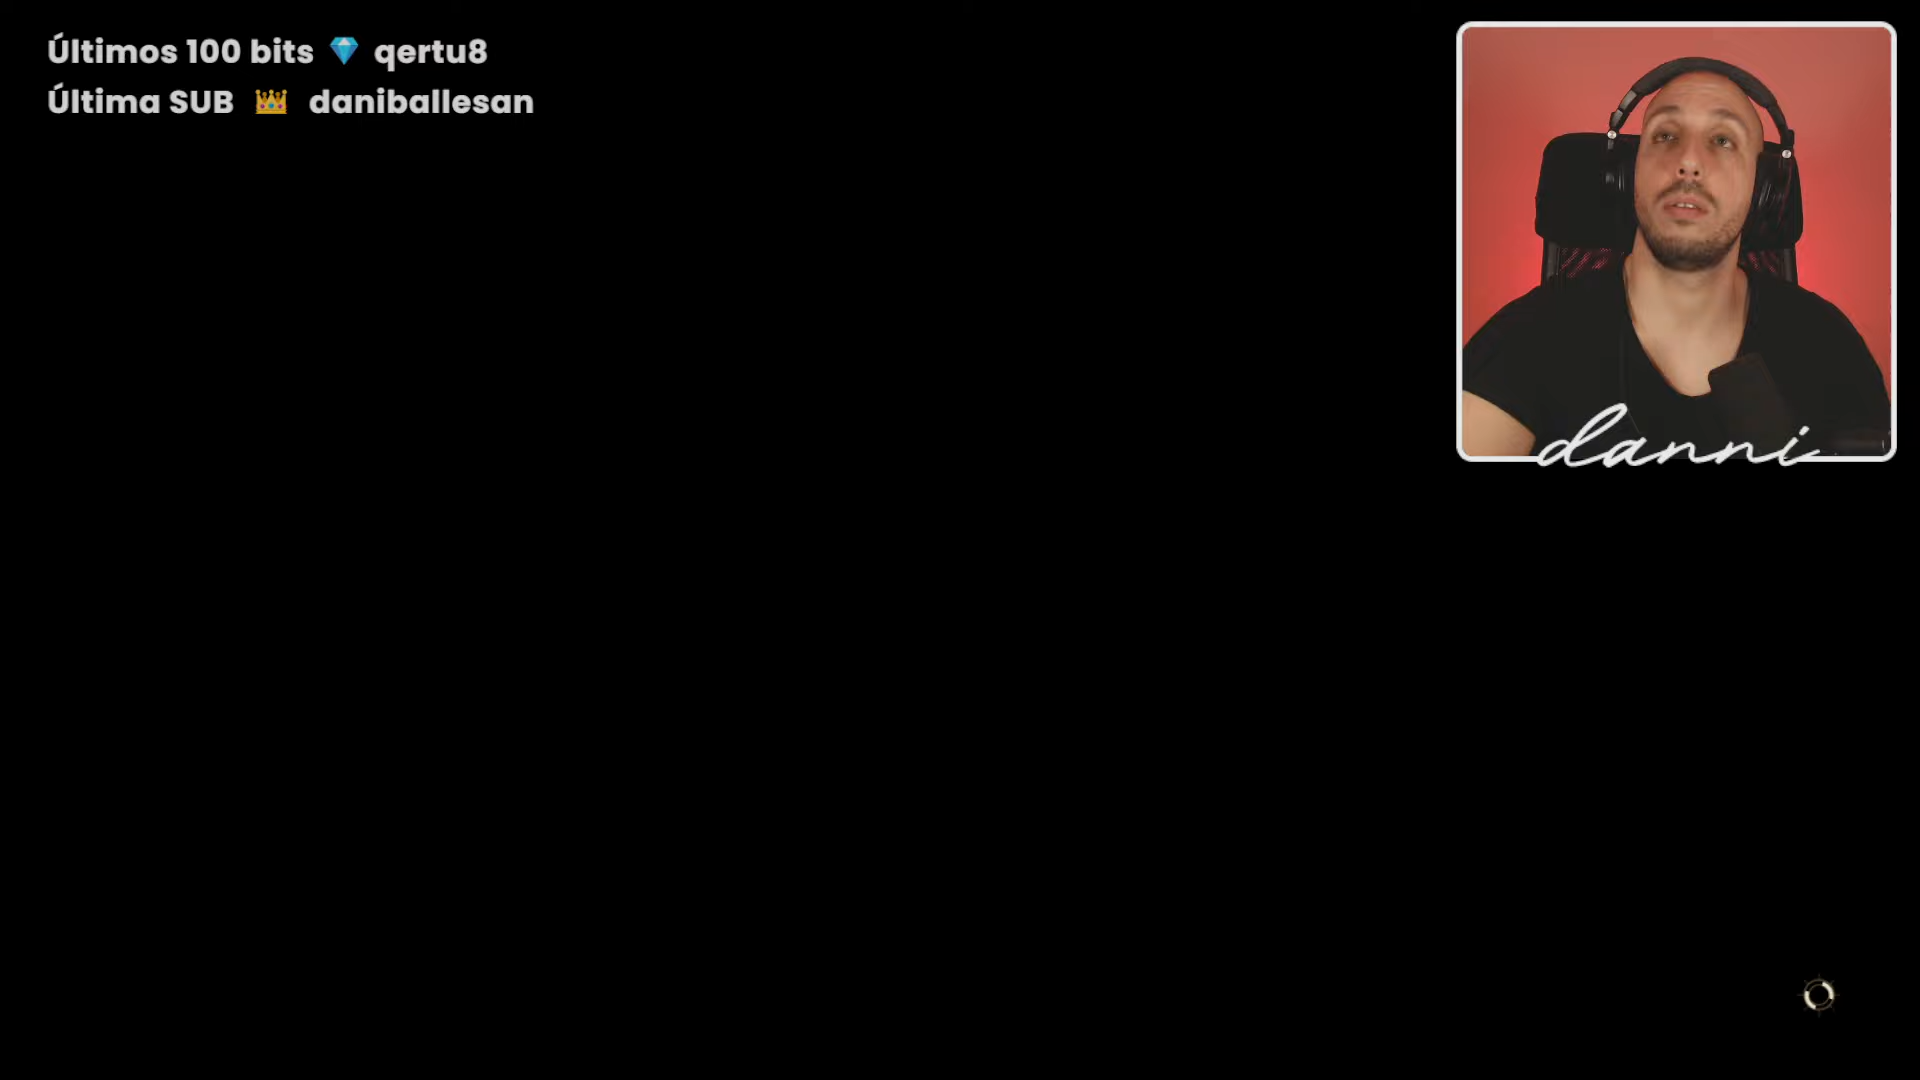 Últimos 100 bits 💎 qertu8
Última SUB 👑 daniballesan
danni